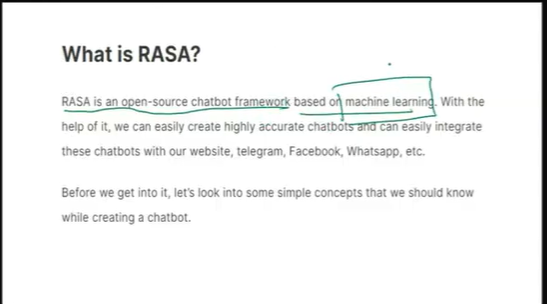 What is RASA?
RASA is an open-source chatbot framework based on machine learning. With the
help of it, we can easily create highly accurate chatbots and can easily integrate
these chatbots with our website, telegram, Facebook, Whatsapp, etc.
Before we get into it, let's look into some simple concepts that we should know
while creating a chatbot.